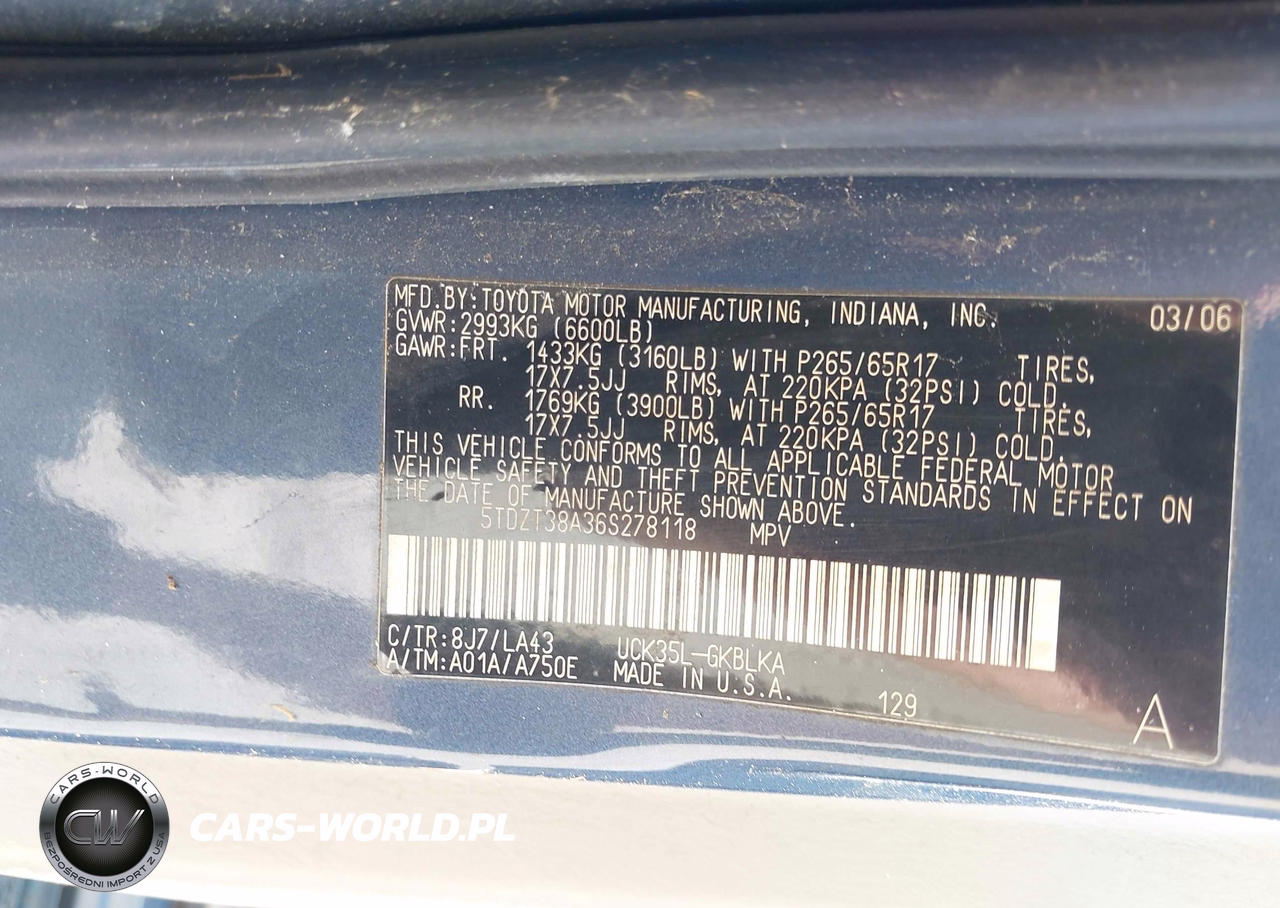 MFD.BY:TOYOTA MOTOR MANUFACTURING, INDIANA, INC. 03/06
GVWR:2993KG (6600LB)
GAWR:FRT. 1433KG (3160LB) WITH P265/65R17 TIRES,
17X7.5JJ RIMS, AT 220KPA (32PSI) COLD.
RR. 1769KG (3900LB) WITH P265/65R17 TIRES,
17X7.5JJ RIMS, AT 220KPA (32PSI) COLD.
THIS VEHICLE CONFORMS TO ALL APPLICABLE FEDERAL MOTOR
VEHICLE SAFETY AND THEFT PREVENTION STANDARDS IN EFFECT ON
THE DATE OF MANUFACTURE SHOWN ABOVE.
5TDZT38A36S278118 MPV
C/TR:8J7/LA43 UCK35L-GKBLKA
A/TM:A01A/A750E MADE IN U.S.A. 129 A
CARS-WORLD
CW
BEZPOŚREDNI IMPORT Z USA
CARS-WORLD.PL